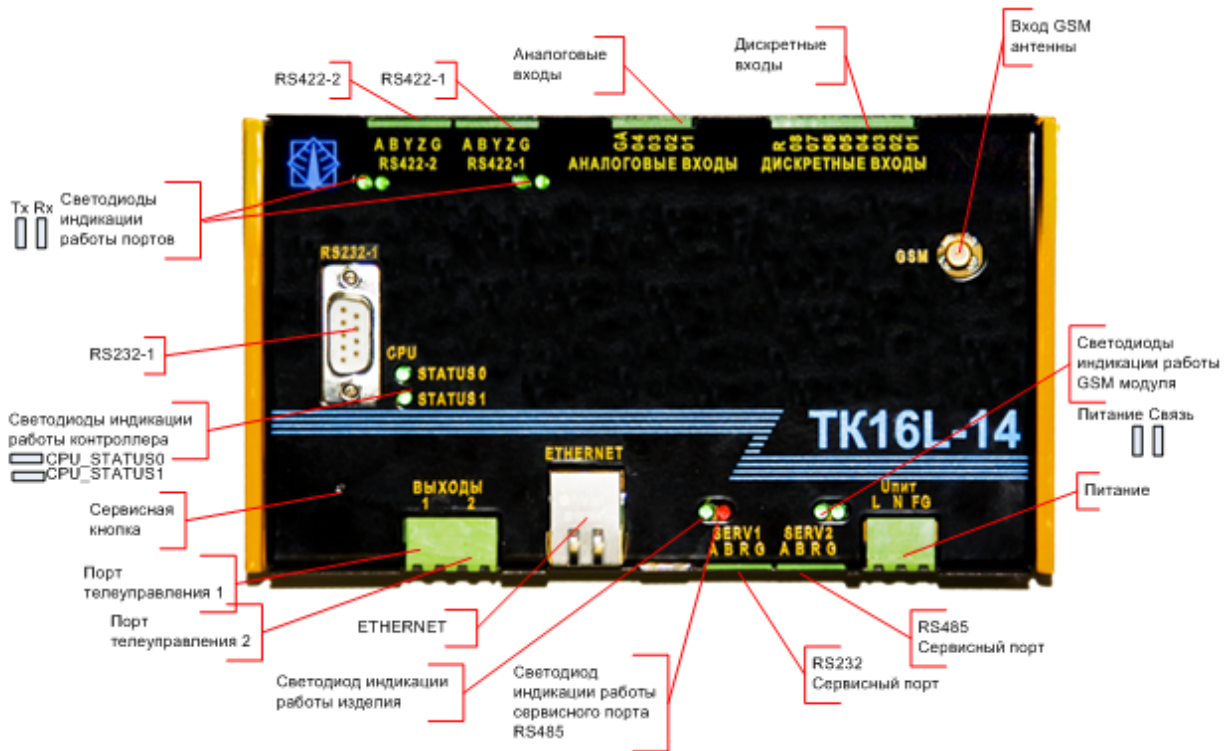 Вход GSM
антенны
Аналоговые
входы
Дискретные
входы
RS422-2
RS422-1
A B Y Z G
RS422-2
A B Y Z G
RS422-1
GA
04
03
02
01
АНАЛОГОВЫЕ ВХОДЫ
R
08
07
06
05
04
03
02
01
ДИСКРЕТНЫЕ ВХОДЫ
Tx Rx
Светодиоды
индикации
работы портов
RS232-1
GSM
RS232-1
CPU
STATUS0
STATUS1
Светодиоды
индикации работы
GSM модуля
Питание Связь
Светодиоды индикации
работы контроллера
CPU_STATUS0
CPU_STATUS1
ТК16L-14
ETHERNET
ВЫХОДЫ
1 2
Uпит
L N FG
Питание
Сервисная
кнопка
SERV1
A B R G
SERV2
A B R G
Порт
телеуправления 1
Порт
телеуправления 2
ETHERNET
RS485
Сервисный порт
RS232
Сервисный порт
Светодиод индикации
работы изделия
Светодиод
индикации работы
сервисного порта
RS485